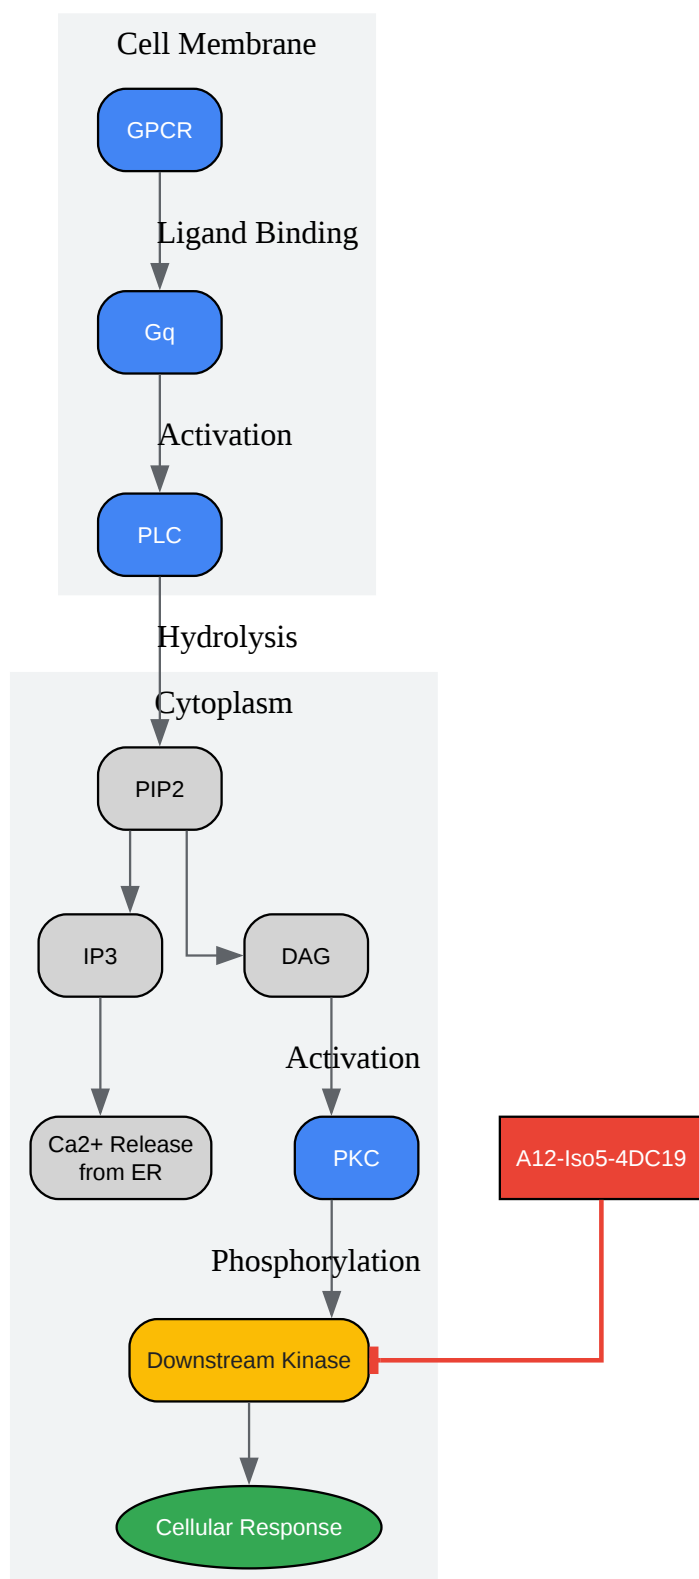 Cell Membrane
GPCR
Ligand Binding
Gq
Activation
PLC
Hydrolysis
Cytoplasm
PIP2
IP3
DAG
Activation
Ca2+ Release
from ER
PKC
A12-Iso5-4DC19
Phosphorylation
Downstream Kinase
Cellular Response